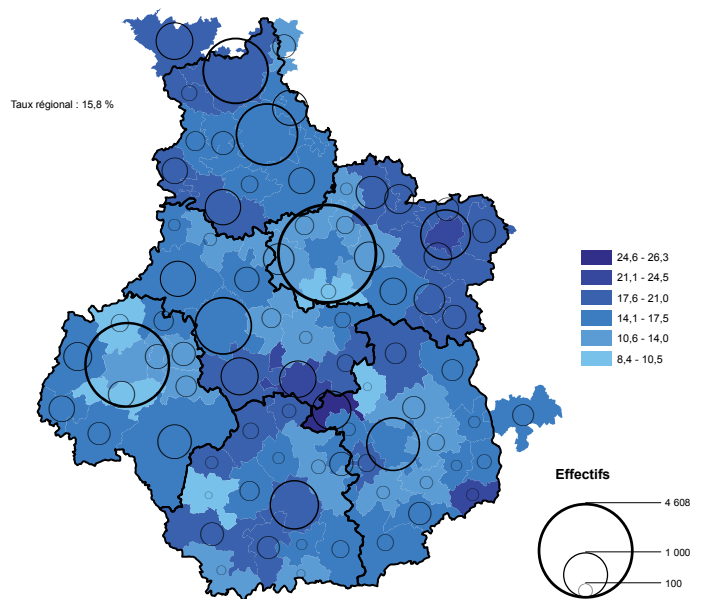 Taux régional : 15,8 %
24,6 - 26,3
21,1 - 24,5
17,6 - 21,0
14,1 - 17,5
10,6 - 14,0
8,4 - 10,5
Effectifs
4 608
1 000
100